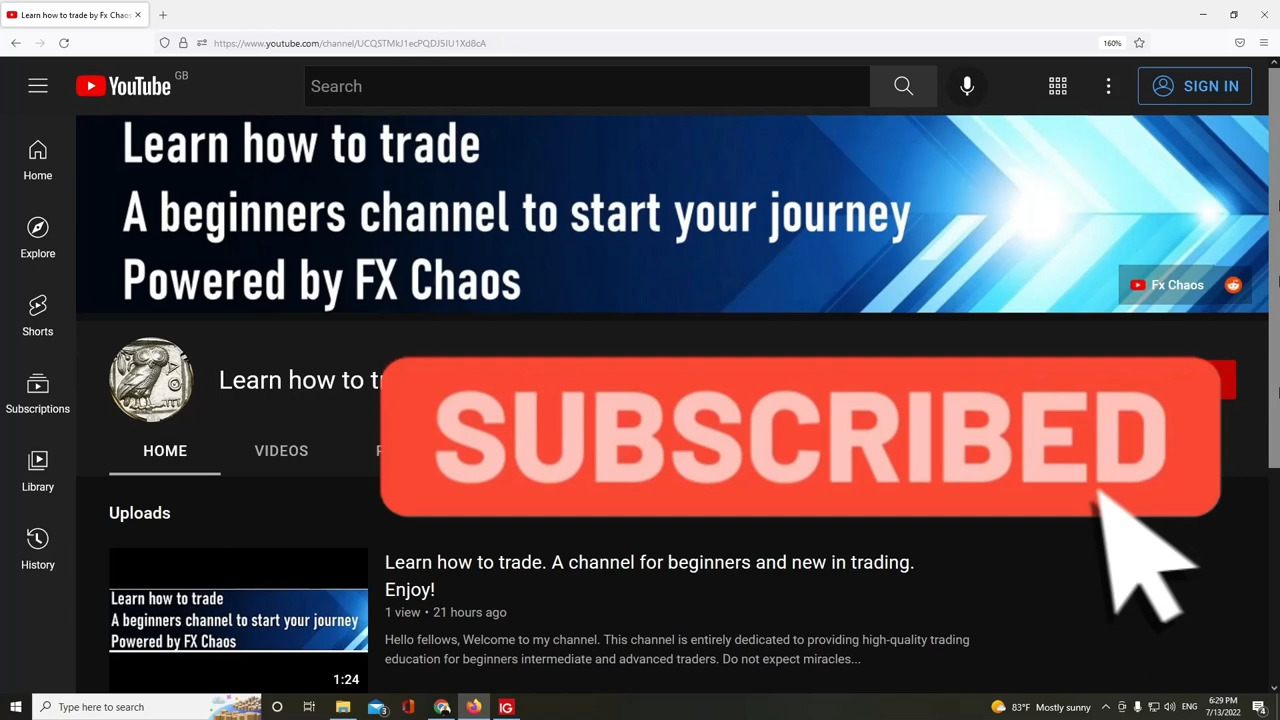 Learn how to trade by Fx Chaos
https://www.youtube.com/channel/UCQSTMkJ1ecPQDJ5IU1Xd8cA
160%
YouTube GB
Search
SIGN IN
Home
Explore
Shorts
Subscriptions
Library
History
Learn how to trade
A beginners channel to start your journey
Powered by FX Chaos
Fx Chaos
Learn how to
SUBSCRIBED
HOME
VIDEOS
Uploads
Learn how to trade. A channel for beginners and new in trading.
Enjoy!
1 view • 21 hours ago
Hello fellows, Welcome to my channel. This channel is entirely dedicated to providing high-quality trading
education for beginners intermediate and advanced traders. Do not expect miracles...
Learn how to trade
A beginners channel to start your journey
Powered by FX Chaos
1:24
Type here to search
3
IG
83°F Mostly sunny
6:29 PM
7/13/2022
4